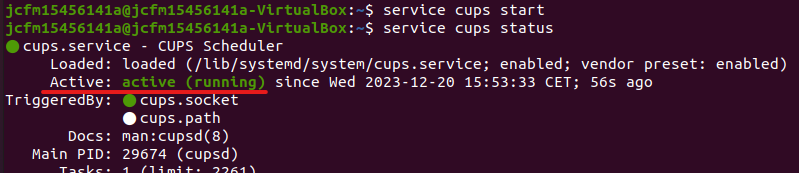 jcfm15456141a@jcfm15456141a-VirtualBox:~$ service cups start
jcfm15456141a@jcfm15456141a-VirtualBox:~$ service cups status
● cups.service - CUPS Scheduler
Loaded: loaded (/lib/systemd/system/cups.service; enabled; vendor preset: enabled)
Active: active (running) since Wed 2023-12-20 15:53:33 CET; 56s ago
TriggeredBy: ● cups.socket
● cups.path
Docs: man:cupsd(8)
Main PID: 29674 (cupsd)
Tasks: 1 (limit: 2261)